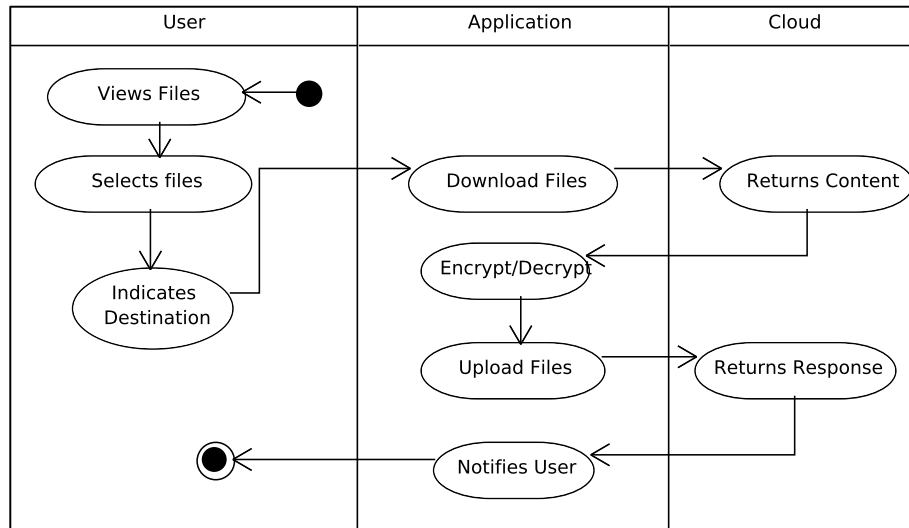 User
Application
Cloud
Views Files
Selects files
Download Files
Returns Content
Encrypt/Decrypt
Indicates
Destination
Upload Files
Returns Response
Notifies User